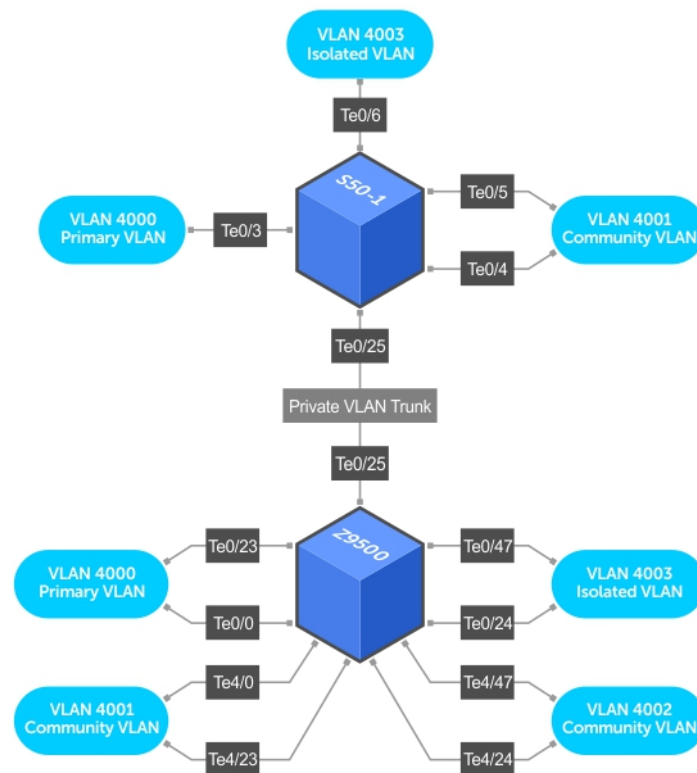 VLAN 4003
Isolated VLAN
Te0/6
S50-1
Te0/5
VLAN 4000
Primary VLAN
Te0/3
VLAN 4001
Community VLAN
Te0/4
Te0/25
Private VLAN Trunk
Te0/25
Z9500
Te0/23
Te0/47
VLAN 4000
Primary VLAN
VLAN 4003
Isolated VLAN
Te0/0
Te0/24
Te4/0
Te4/47
VLAN 4001
Community VLAN
VLAN 4002
Community VLAN
Te4/23
Te4/24